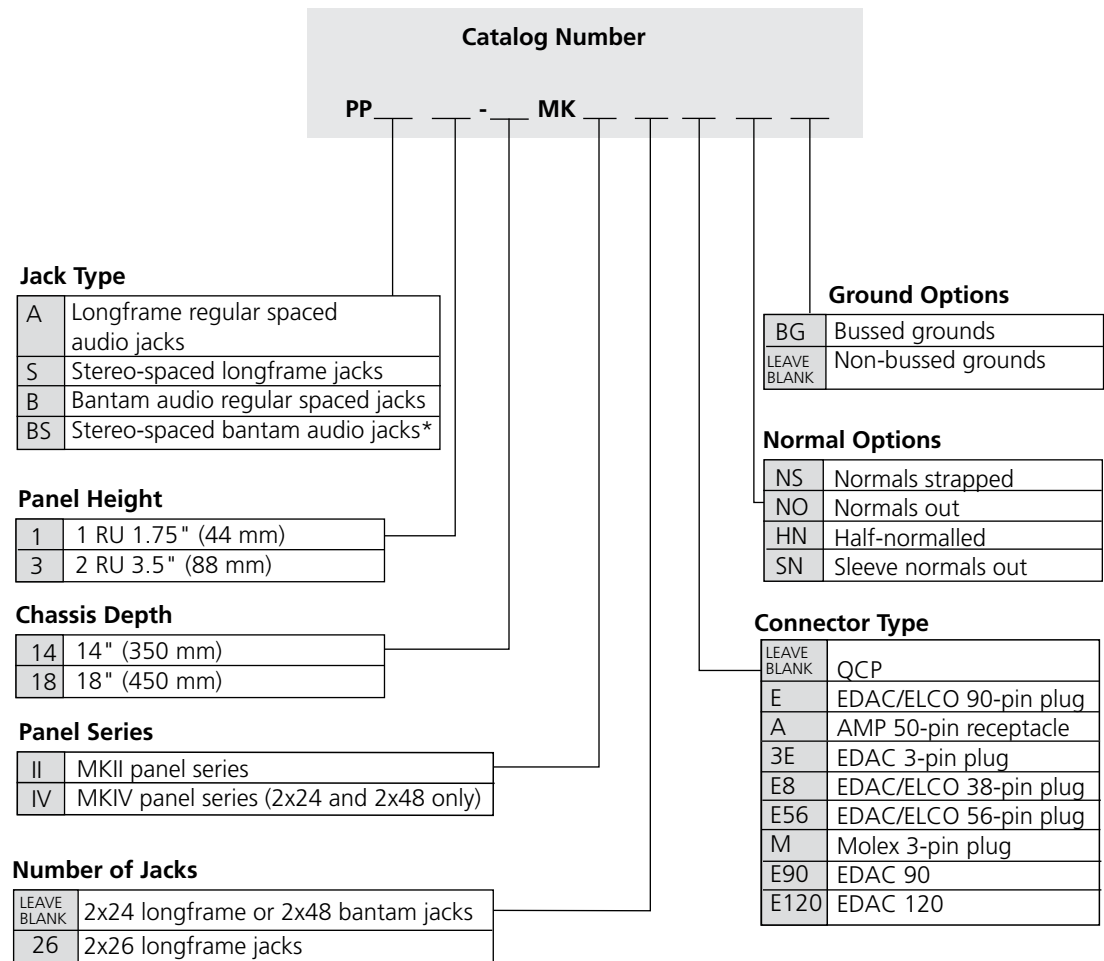 Catalog Number
PP__ __ - __ MK __ __ __ __ __
Jack Type
A Longframe regular spaced
audio jacks
S Stereo-spaced longframe jacks
B Bantam audio regular spaced jacks
BS Stereo-spaced bantam audio jacks*
Panel Height
1 1 RU 1.75" (44 mm)
3 2 RU 3.5" (88 mm)
Chassis Depth
14 14" (350 mm)
18 18" (450 mm)
Panel Series
II MKII panel series
IV MKIV panel series (2x24 and 2x48 only)
Number of Jacks
LEAVE
BLANK 2x24 longframe or 2x48 bantam jacks
26 2x26 longframe jacks
Ground Options
BG Bussed grounds
LEAVE
BLANK Non-bussed grounds
Normal Options
NS Normals strapped
NO Normals out
HN Half-normalled
SN Sleeve normals out
Connector Type
LEAVE
BLANK QCP
E EDAC/ELCO 90-pin plug
A AMP 50-pin receptacle
3E EDAC 3-pin plug
E8 EDAC/ELCO 38-pin plug
E56 EDAC/ELCO 56-pin plug
M Molex 3-pin plug
E90 EDAC 90
E120 EDAC 120